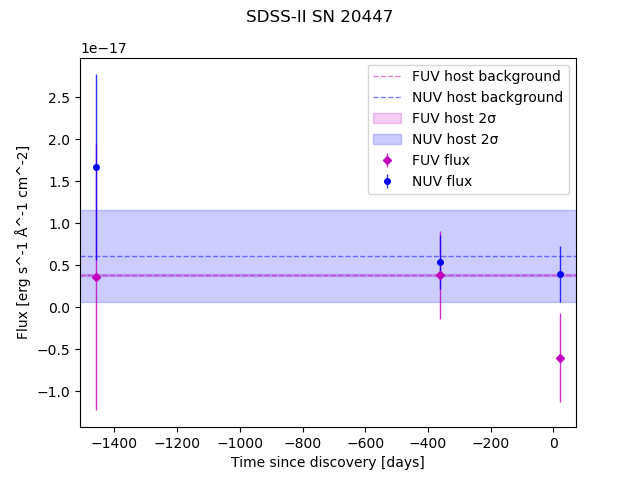 SDSS-II SN 20447
1e−17
FUV host background
NUV host background
FUV host 2σ
NUV host 2σ
FUV flux
NUV flux
2.5
2.0
1.5
1.0
0.5
0.0
−0.5
−1.0
Flux [erg s^-1 Å^-1 cm^-2]
−1400 −1200 −1000 −800 −600 −400 −200 0
Time since discovery [days]